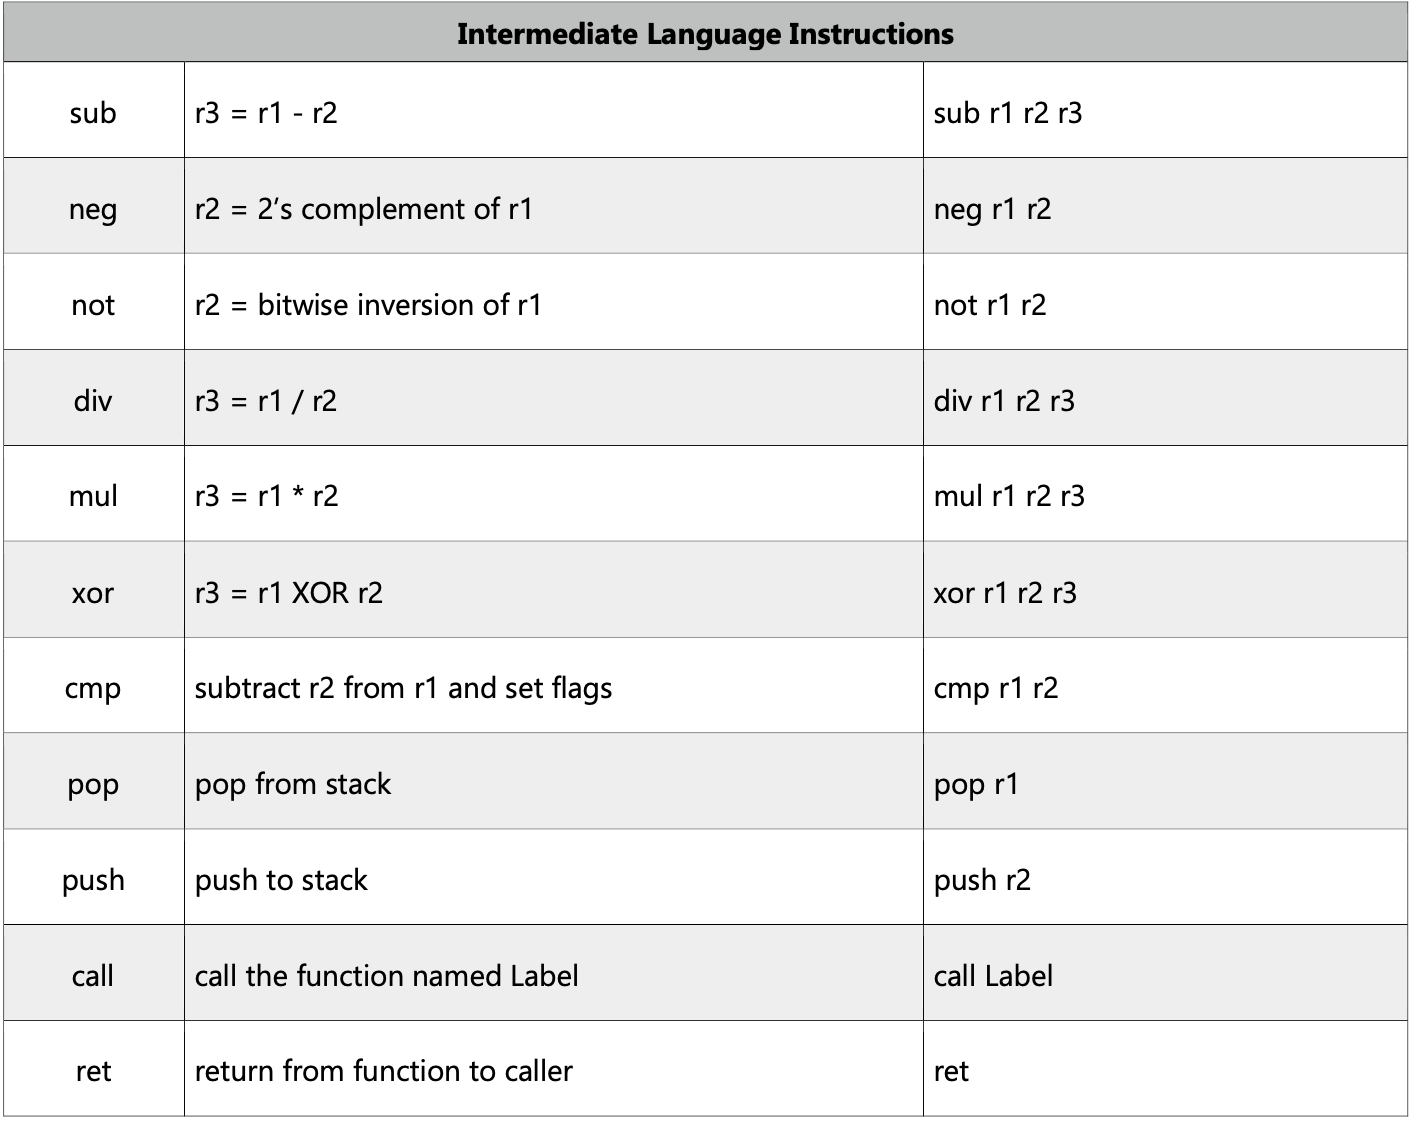 Intermediate Language Instructions
sub r3 = r1 - r2 sub r1 r2 r3
neg r2 = 2’s complement of r1 neg r1 r2
not r2 = bitwise inversion of r1 not r1 r2
div r3 = r1 / r2 div r1 r2 r3
mul r3 = r1 * r2 mul r1 r2 r3
xor r3 = r1 XOR r2 xor r1 r2 r3
cmp subtract r2 from r1 and set flags cmp r1 r2
pop pop from stack pop r1
push push to stack push r2
call call the function named Label call Label
ret return from function to caller ret